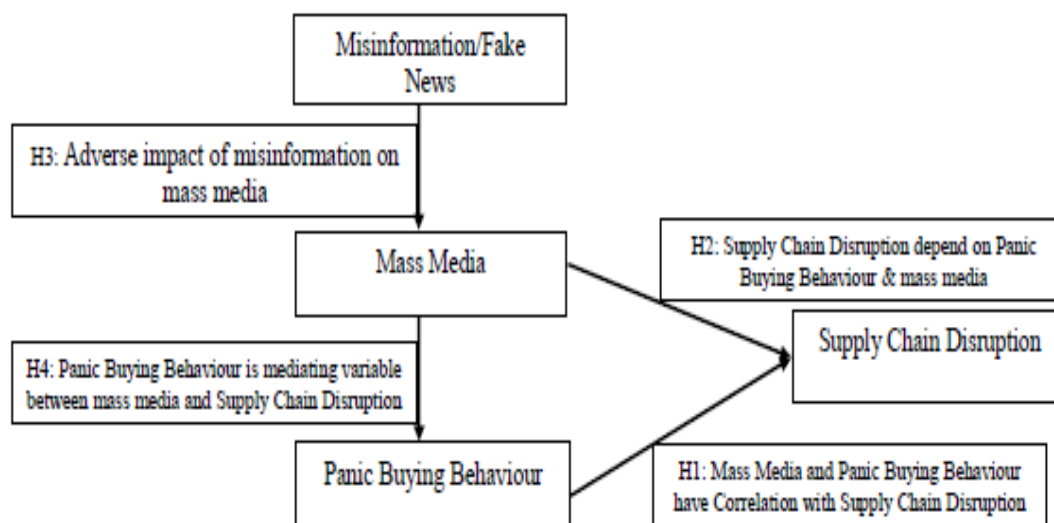 Misinformation/Fake
News
H3: Adverse impact of misinformation on
mass media
Mass Media
H2: Supply Chain Disruption depend on Panic
Buying Behaviour & mass media
Supply Chain Disruption
H4: Panic Buying Behaviour is mediating variable
between mass media and Supply Chain Disruption
Panic Buying Behaviour
H1: Mass Media and Panic Buying Behaviour
have Correlation with Supply Chain Disruption